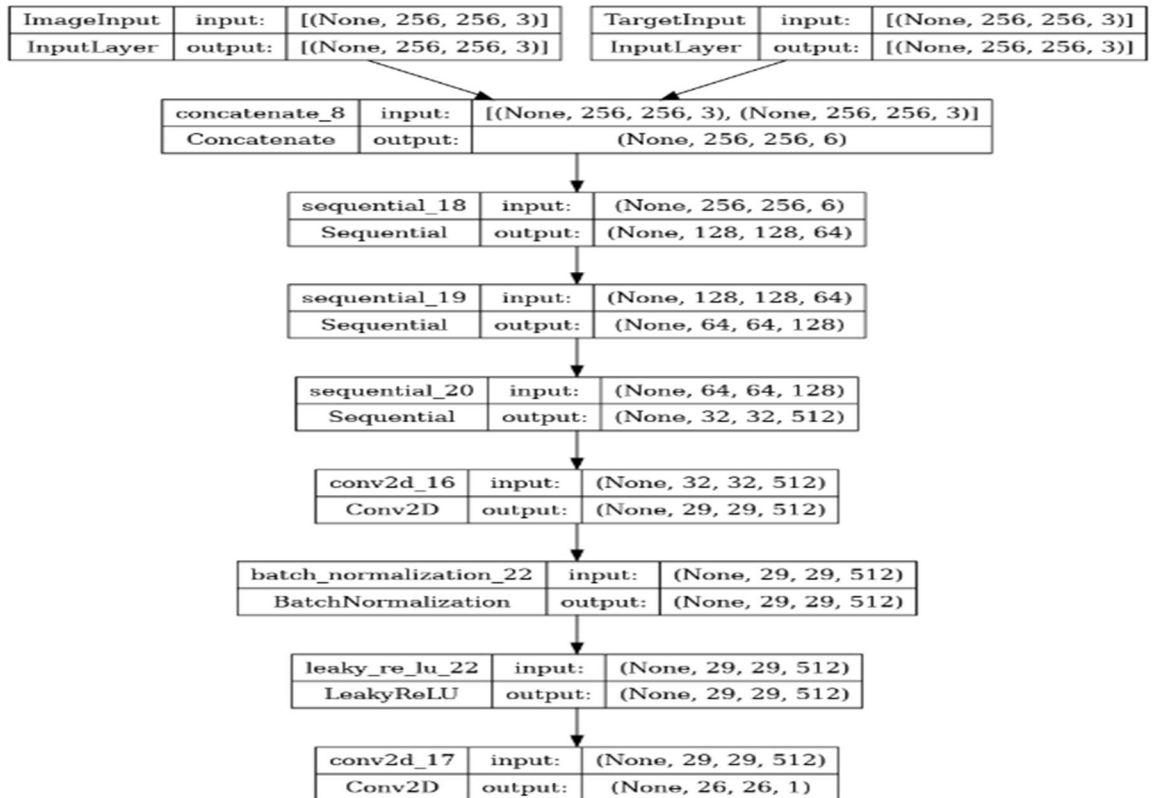 ImageInput input: [(None, 256, 256, 3)]
InputLayer output: [(None, 256, 256, 3)]
TargetInput input: [(None, 256, 256, 3)]
InputLayer output: [(None, 256, 256, 3)]
concatenate_8 input: [(None, 256, 256, 3), (None, 256, 256, 3)]
Concatenate output: (None, 256, 256, 6)
sequential_18 input: (None, 256, 256, 6)
Sequential output: (None, 128, 128, 64)
sequential_19 input: (None, 128, 128, 64)
Sequential output: (None, 64, 64, 128)
sequential_20 input: (None, 64, 64, 128)
Sequential output: (None, 32, 32, 512)
conv2d_16 input: (None, 32, 32, 512)
Conv2D output: (None, 29, 29, 512)
batch_normalization_22 input: (None, 29, 29, 512)
BatchNormalization output: (None, 29, 29, 512)
leaky_re_lu_22 input: (None, 29, 29, 512)
LeakyReLU output: (None, 29, 29, 512)
conv2d_17 input: (None, 29, 29, 512)
Conv2D output: (None, 26, 26, 1)